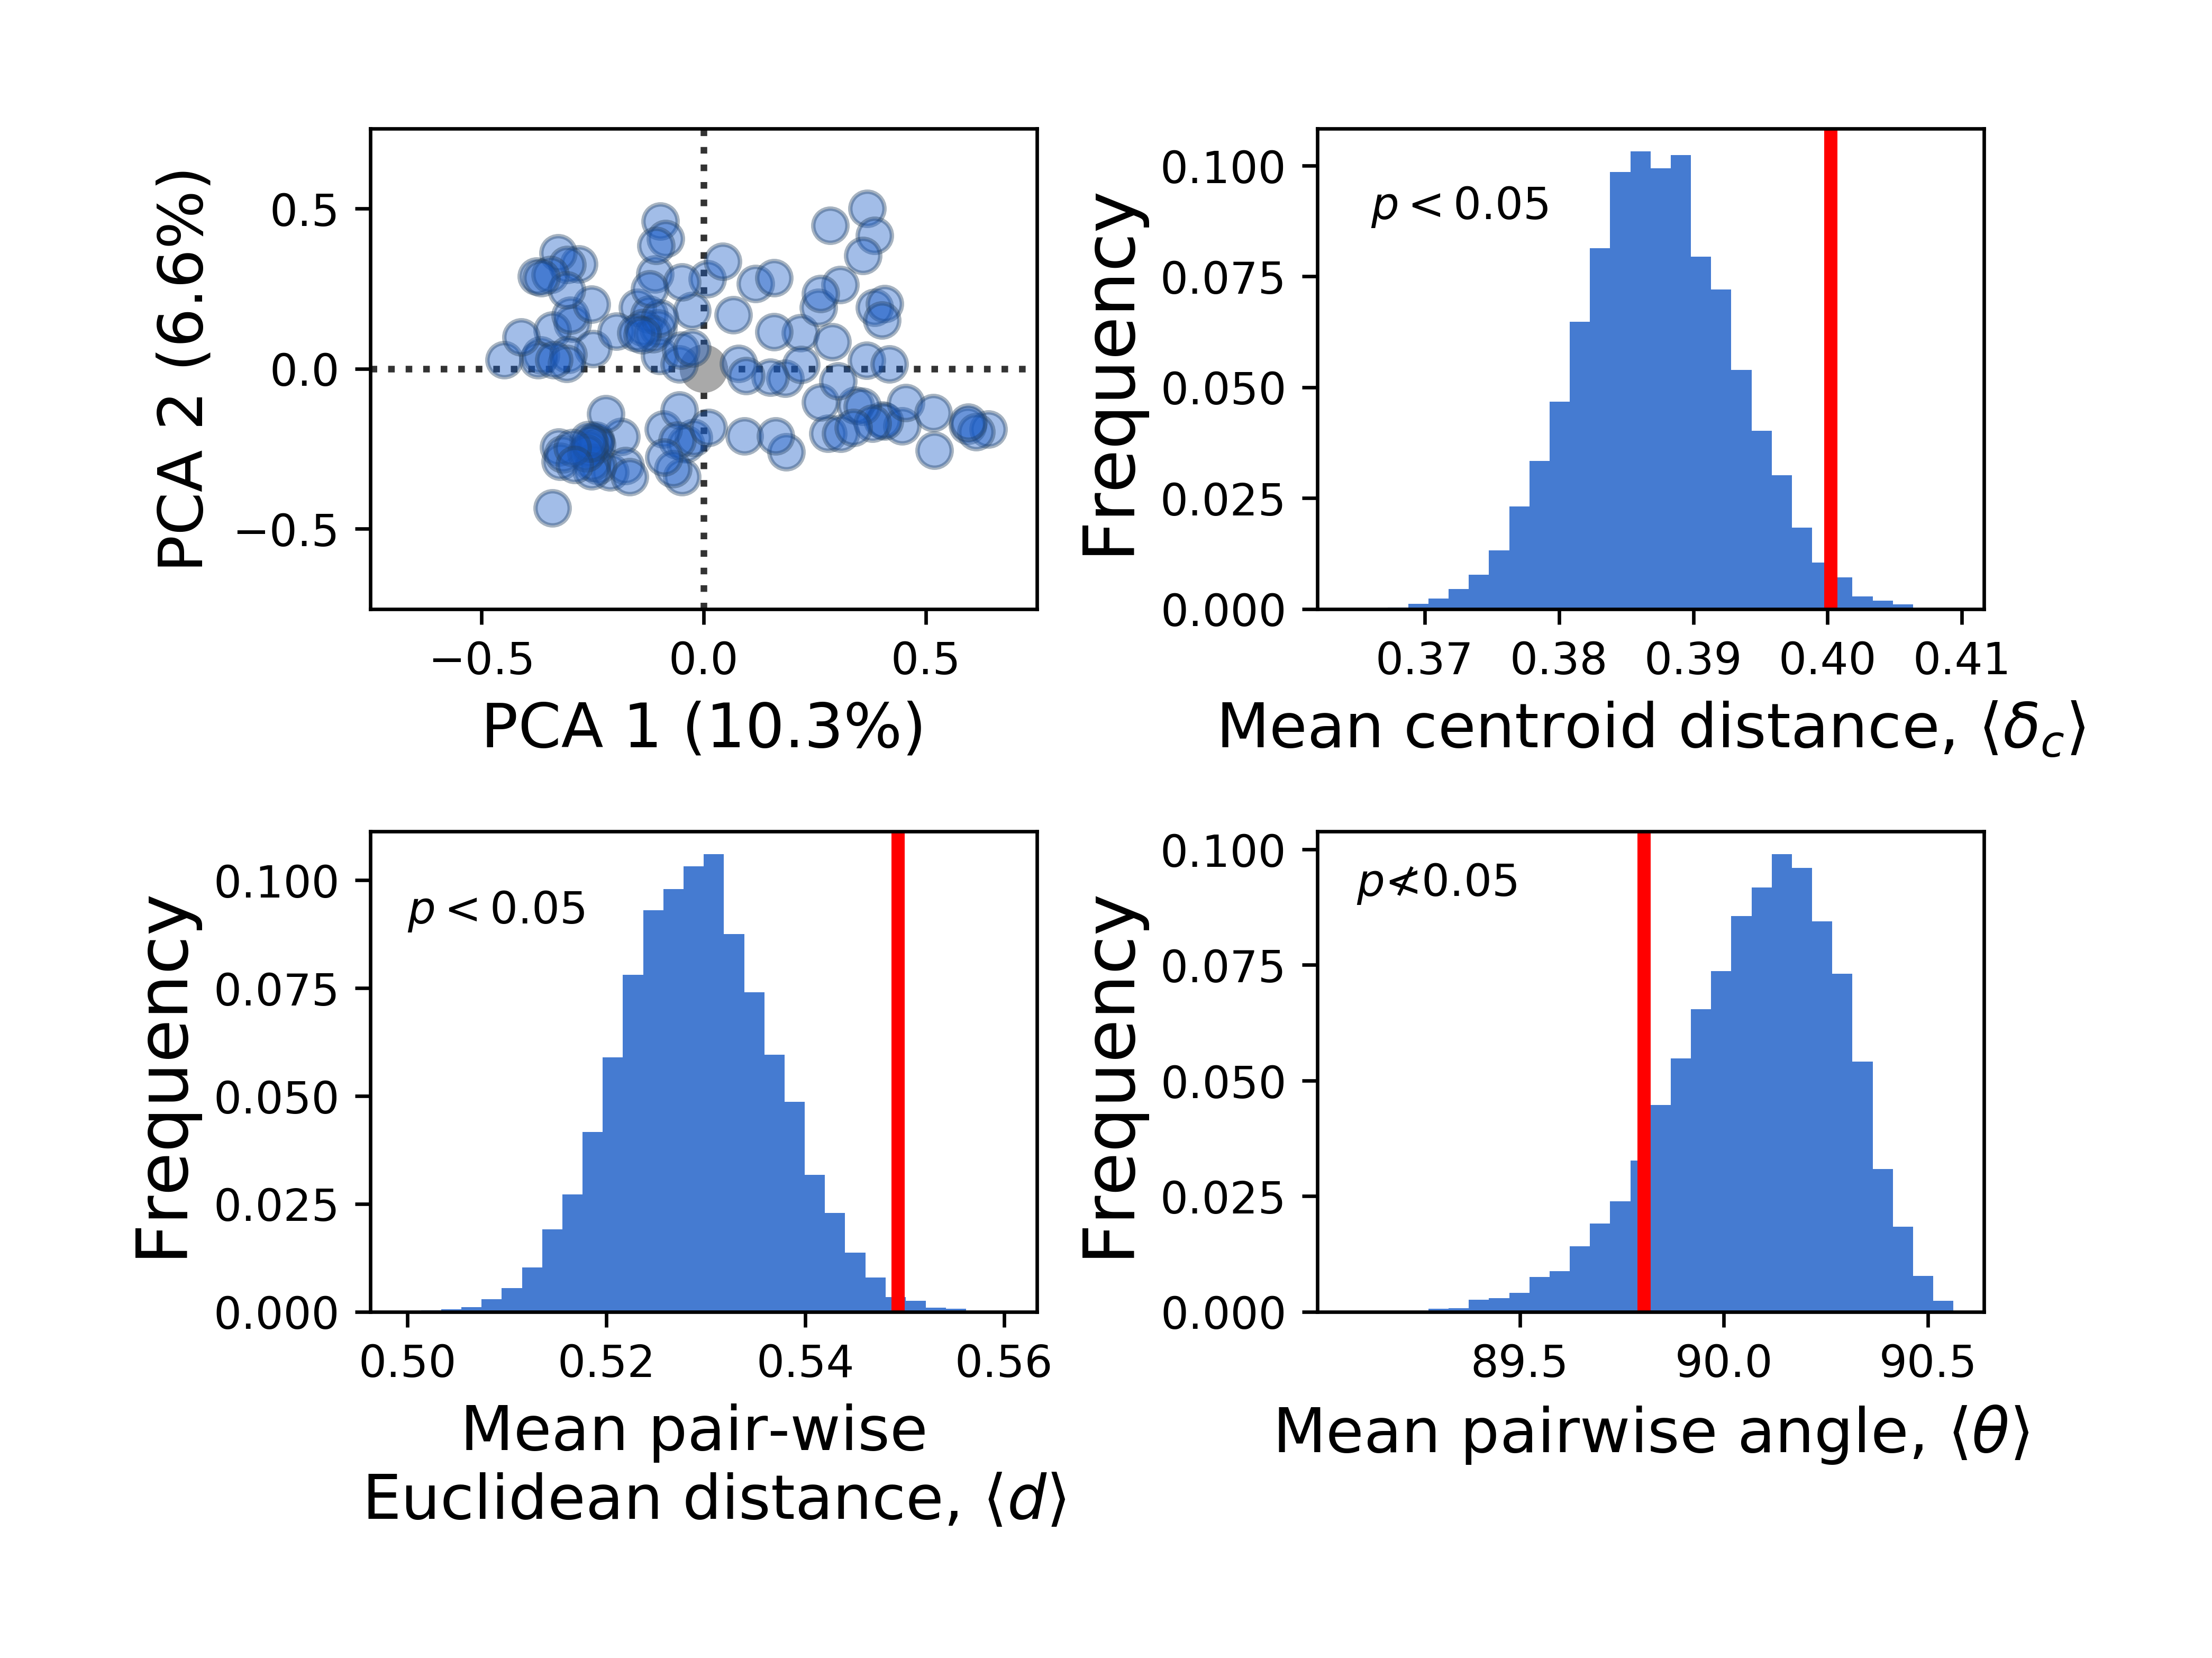 0.5
0.0
−0.5
PCA 2 (6.6%)
−0.5
0.0
0.5
PCA 1 (10.3%)
0.100
0.075
0.050
0.025
0.000
Frequency
p < 0.05
0.37
0.38
0.39
0.40
0.41
Mean centroid distance, ⟨δc⟩
0.100
0.075
0.050
0.025
0.000
Frequency
p < 0.05
0.50
0.52
0.54
0.56
Mean pair-wise
Euclidean distance, ⟨d⟩
0.100
0.075
0.050
0.025
0.000
Frequency
p≮0.05
89.5
90.0
90.5
Mean pairwise angle, ⟨θ⟩